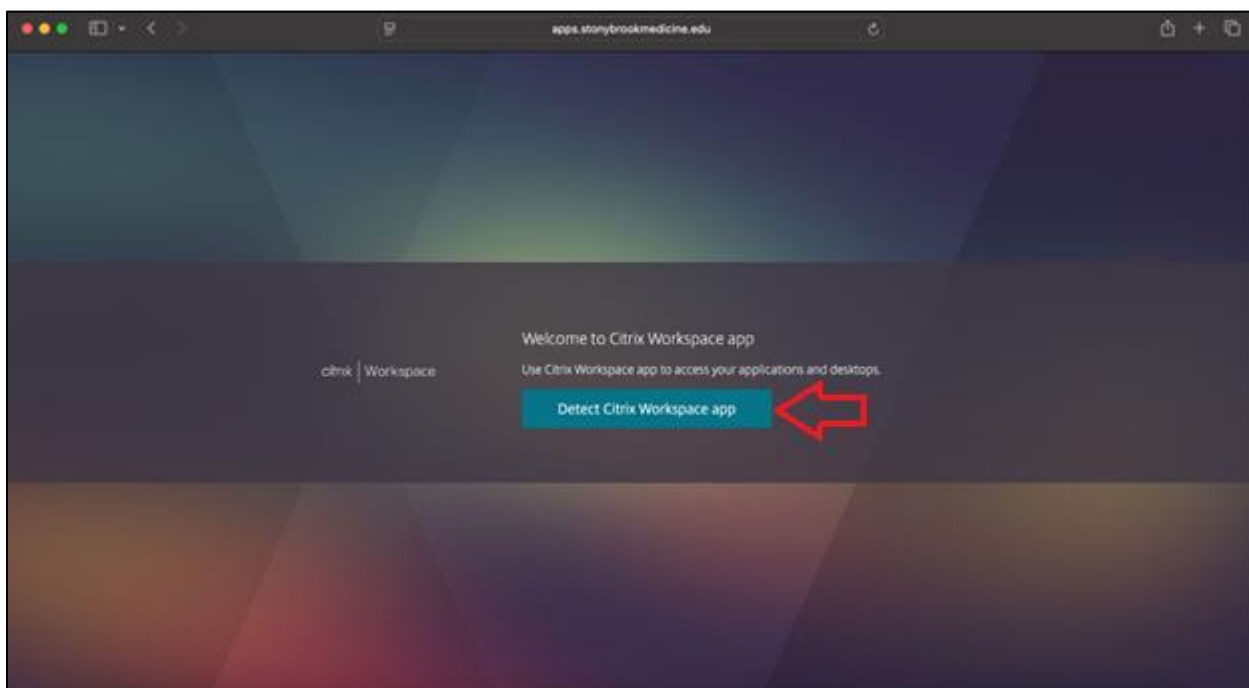 apps.stonybrookmedicine.edu
Welcome to Citrix Workspace app
citrix | Workspace
Use Citrix Workspace app to access your applications and desktops.
Detect Citrix Workspace app